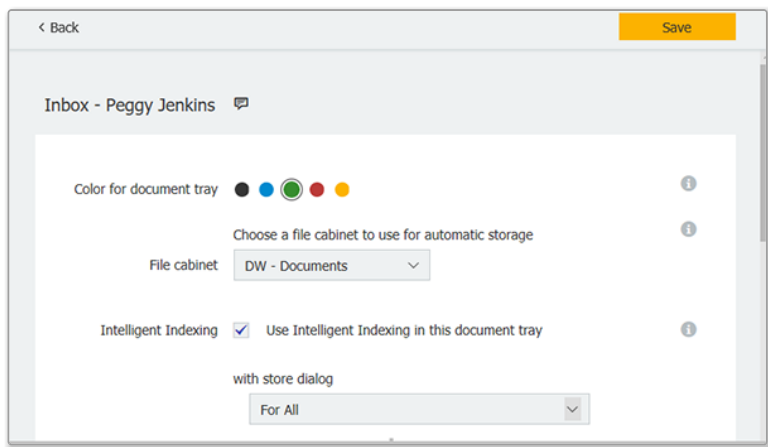 Back
Save
Inbox - Peggy Jenkins
Color for document tray
Choose a file cabinet to use for automatic storage
File cabinet
DW - Documents
Intelligent Indexing
Use Intelligent Indexing in this document tray
with store dialog
For All